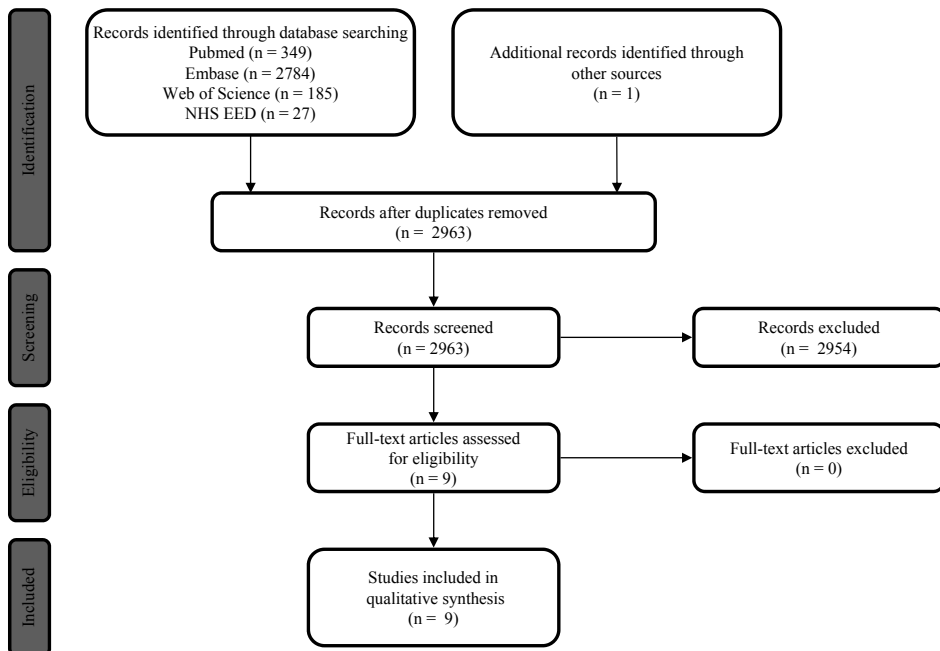 Identification
Records identified through database searching
Pubmed (n = 349)
Embase (n = 2784)
Web of Science (n = 185)
NHS EED (n = 27)
Additional records identified through
other sources
(n = 1)
Records after duplicates removed
(n = 2963)
Screening
Records screened
(n = 2963)
Records excluded
(n = 2954)
Eligibility
Full-text articles assessed
for eligibility
(n = 9)
Full-text articles excluded
(n = 0)
Included
Studies included in
qualitative synthesis
(n = 9)